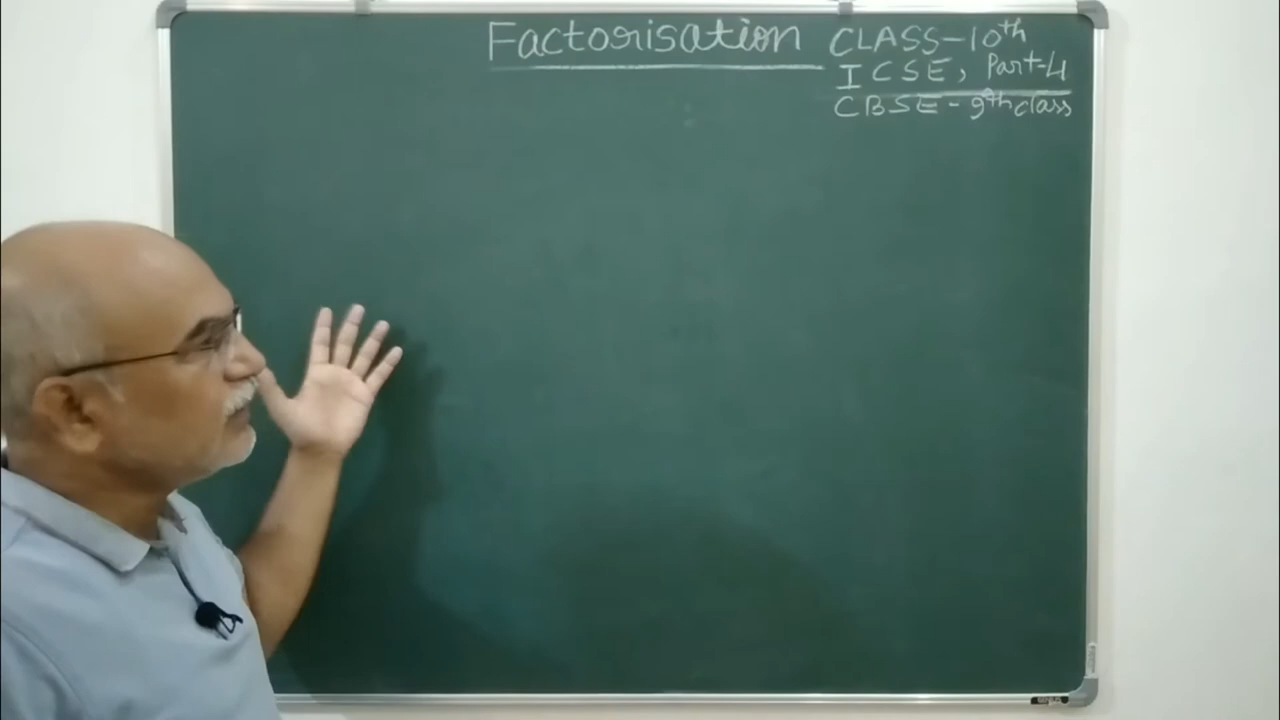 Factorisation
CLASS-10th
ICSE, Part-4
CBSE-9th class